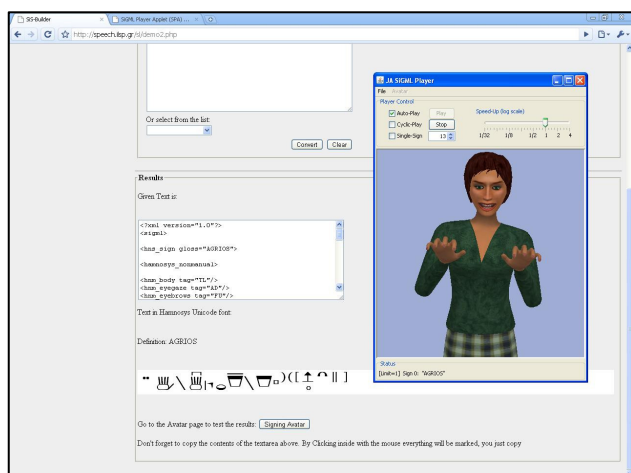 SiS-Builder
SiGML Player Applet (SPA) ...
http://speech.ilsp.gr/sl/demo2.php
Or select from the list:
Convert Clear
Results
Given Text is:
<?xml version="1.0"?>
<sigml>
<hns_sign gloss="AGRIOS">
<hamnosys_nonmanual>
<hnm_body tag="TL"/>
<hnm_eyegaze tag="AD"/>
<hnm_eyebrows tag="FU"/>
Text in Hamnosys Unicode font:
Definition: AGRIOS
Go to the Avatar page to test the results: Signing Avatar
Don't forget to copy the contents of the textarea above. By Clicking inside with the mouse everything will be marked, you just copy
JA SiGML Player
File Avatar
Player Control
Auto-Play Play
Cyclic-Play Stop
Single-Sign 13
Speed-Up (log scale)
1/32 1/8 1/2 1 2 4
Status
[Limit=1] Sign 0: "AGRIOS"